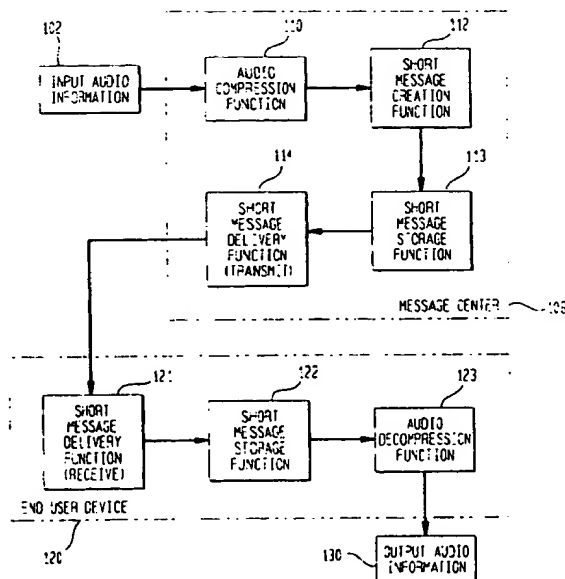 102
110
112
INPUT AUDIO
INFORMATION
AUDIO
COMPRESSION
FUNCTION
SHORT
MESSAGE
CREATION
FUNCTION
114
113
SHORT
MESSAGE
DELIVERY
FUNCTION
(TRANSMIT)
SHORT
MESSAGE
STORAGE
FUNCTION
MESSAGE CENTER
121
122
123
SHORT
MESSAGE
DELIVERY
FUNCTION
(RECEIVE)
SHORT
MESSAGE
STORAGE
FUNCTION
AUDIO
DECOMPRESSION
FUNCTION
END USER DEVICE
120
130
OUTPUT AUDIO
INFORMATION